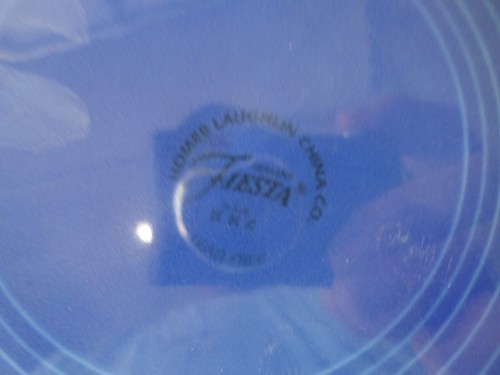 HOMER LAUGHLIN CHINA CO.
FIESTA ®
LEAD FREE